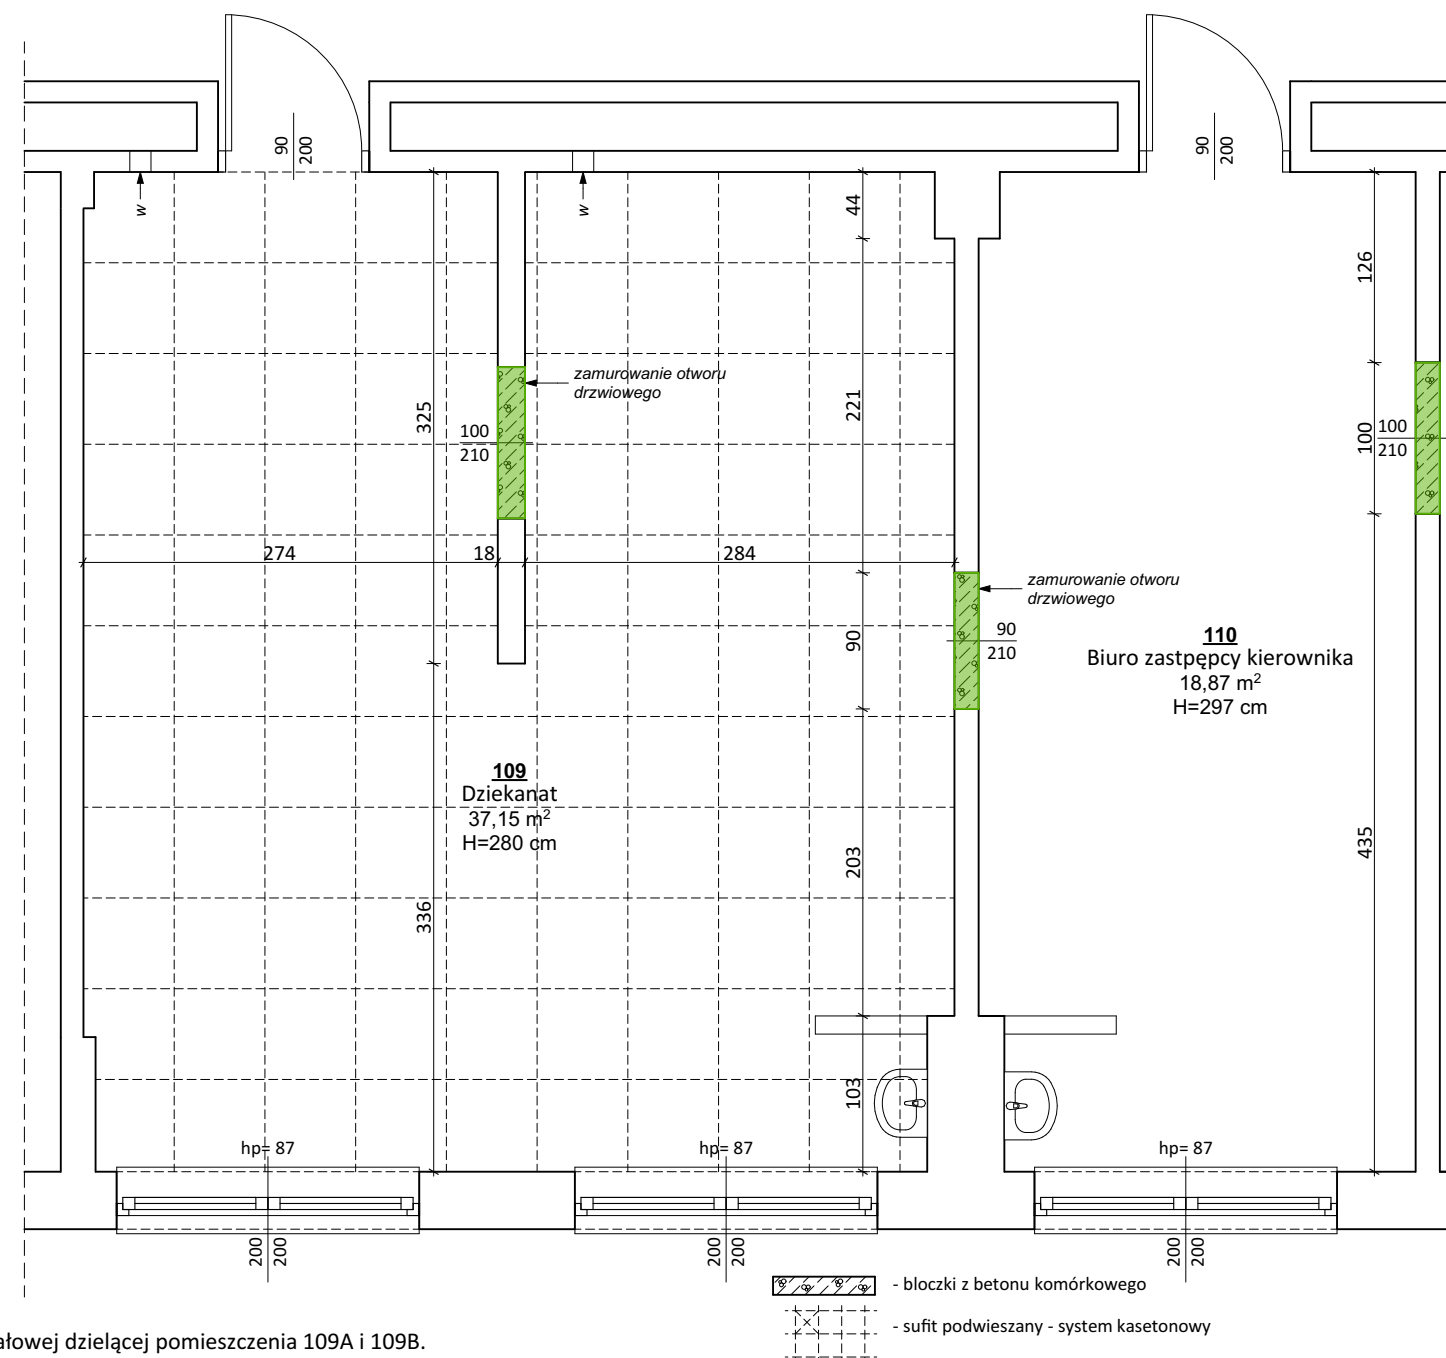 90
200
90
200
w
w
44
126
zamurowanie otworu
drzwiowego
325
221
100
210
100
100
210
274
18
284
zamurowanie otworu
drzwiowego
90
90
210
110
Biuro zastępcy kierownika
18,87 m²
H=297 cm
109
Dziekanat
37,15 m²
H=280 cm
203
435
336
103
hp= 87
hp= 87
hp= 87
200
200
200
200
200
200
- bloczki z betonu komórkowego
- sufit podwieszany - system kasetonowy
ałowej dzielącej pomieszczenia 109A i 109B.